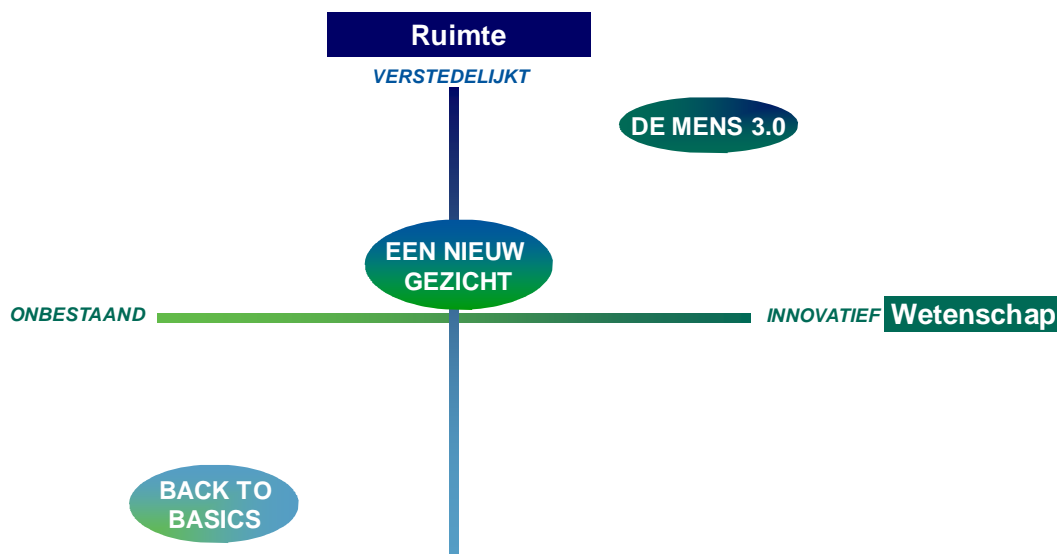 Ruimte
VERSTEDELIJKT
DE MENS 3.0
EEN NIEUW
GEZICHT
ONBESTAAND
INNOVATIEF
Wetenschap
BACK TO
BASICS